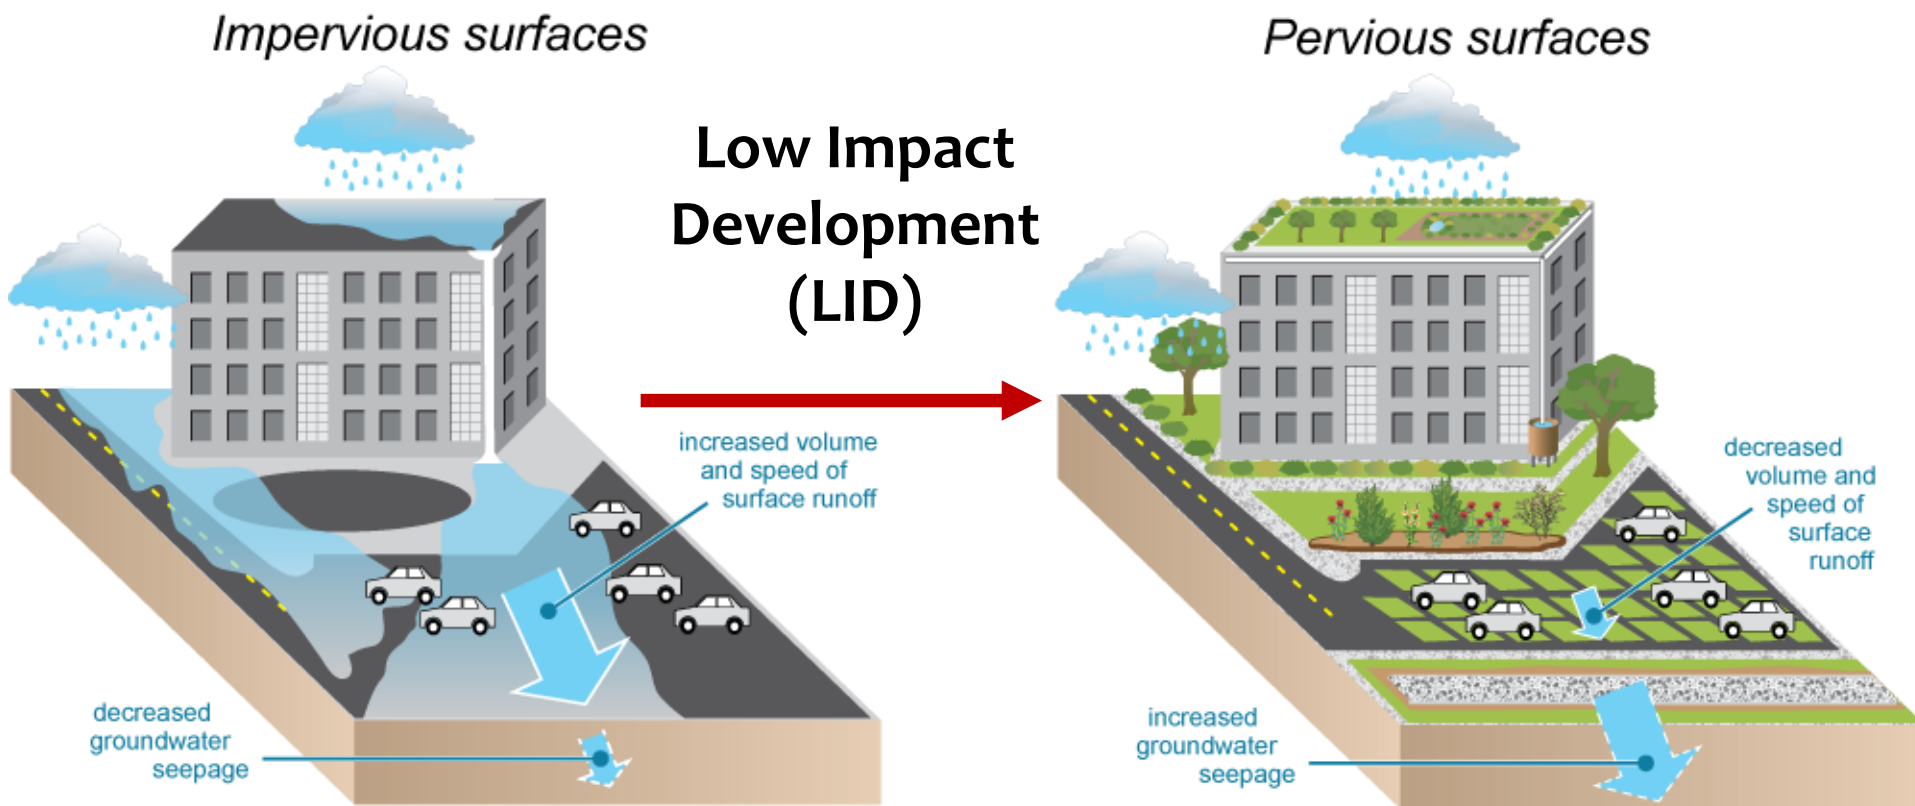 Impervious surfaces
Pervious surfaces
Low Impact
Development
(LID)
increased volume
and speed of
surface runoff
decreased
groundwater
seepage
decreased
volume and
speed of
surface
runoff
increased
groundwater
seepage